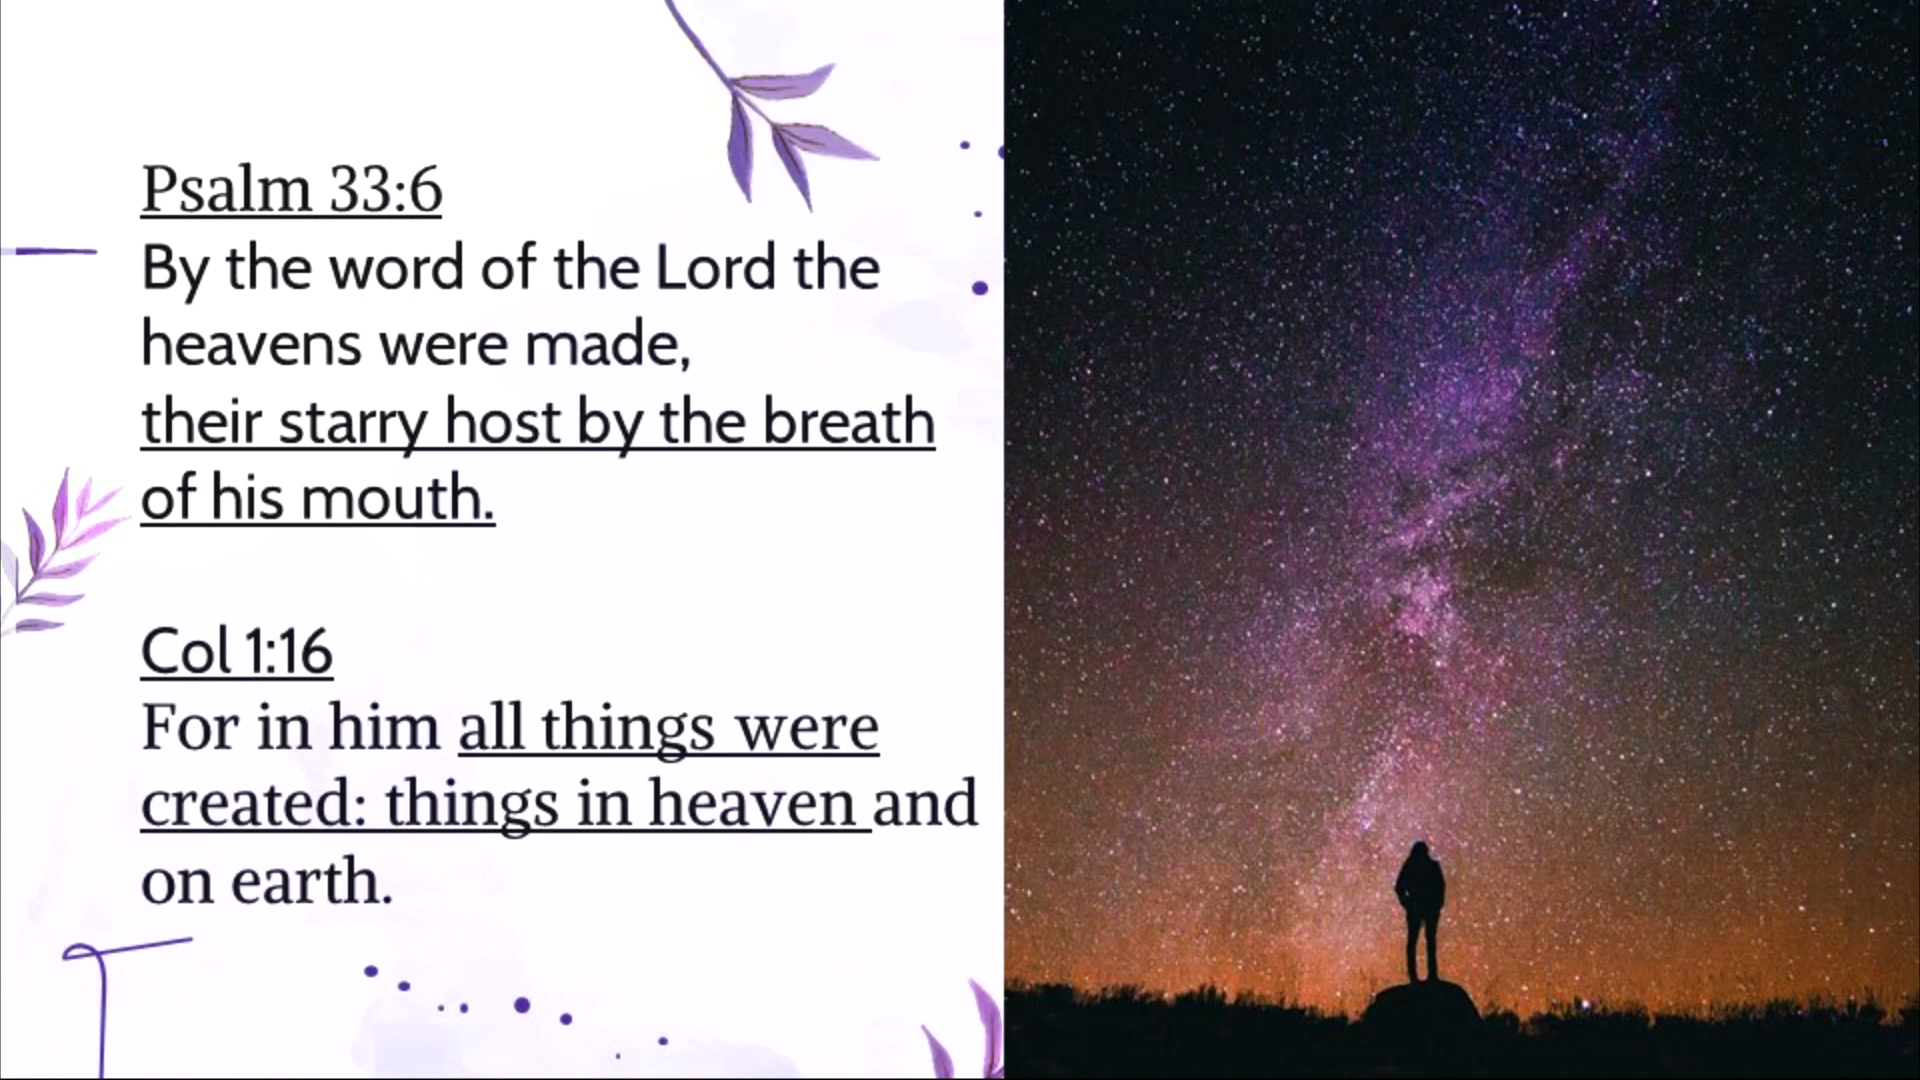 Psalm 33:6
By the word of the Lord the
heavens were made,
their starry host by the breath
of his mouth.
Col 1:16
For in him all things were
created: things in heaven and
on earth.